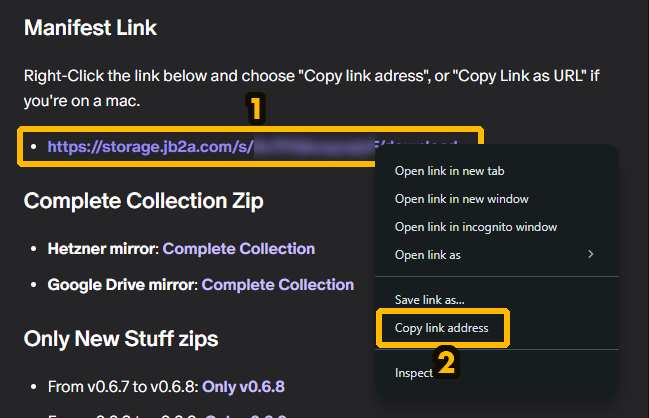 Manifest Link
Right-Click the link below and choose "Copy link adress", or "Copy Link as URL" if
you're on a mac.
1
https://storage.jb2a.com/s/
Open link in new tab
Complete Collection Zip
Open link in new window
Open link in incognito window
Hetzner mirror: Complete Collection
Open link as
Google Drive mirror: Complete Collection
Save link as...
Only New Stuff zips
Copy link address
2
Inspect
From v0.6.7 to v0.6.8: Only v0.6.8